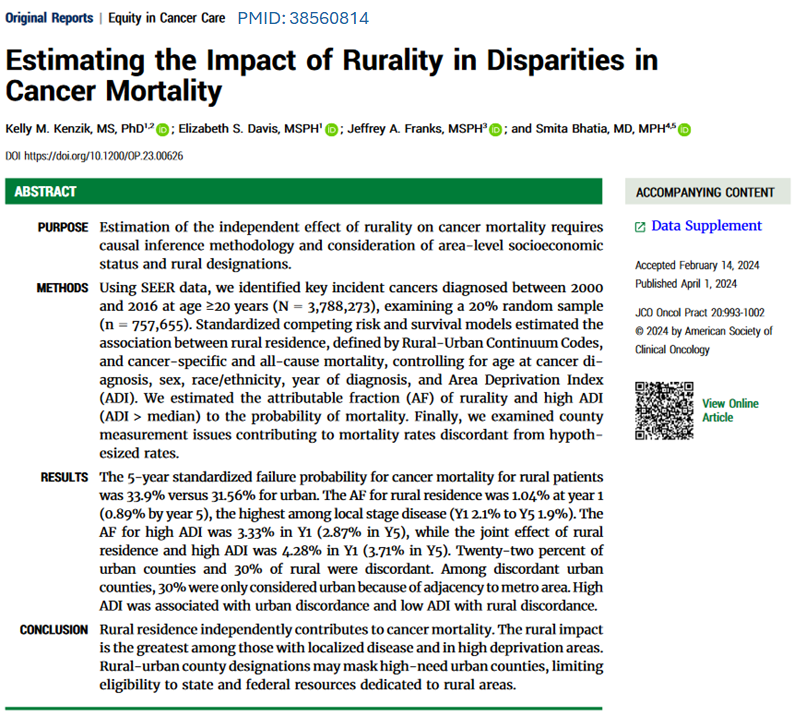 Original Reports | Equity in Cancer Care PMID: 38560814
Estimating the Impact of Rurality in Disparities in
Cancer Mortality
Kelly M. Kenzik, MS, PhD1,2 iD ; Elizabeth S. Davis, MSPH1 iD ; Jeffrey A. Franks, MSPH3 iD ; and Smita Bhatia, MD, MPH4,5 iD
DOI https://doi.org/10.1200/OP.23.00626
ABSTRACT
PURPOSE Estimation of the independent effect of rurality on cancer mortality requires
causal inference methodology and consideration of area-level socioeconomic
status and rural designations.
METHODS Using SEER data, we identified key incident cancers diagnosed between 2000
and 2016 at age ≥20 years (N = 3,788,273), examining a 20% random sample
(n = 757,655). Standardized competing risk and survival models estimated the
association between rural residence, defined by Rural-Urban Continuum Codes,
and cancer-specific and all-cause mortality, controlling for age at cancer di-
agnosis, sex, race/ethnicity, year of diagnosis, and Area Deprivation Index
(ADI). We estimated the attributable fraction (AF) of rurality and high ADI
(ADI > median) to the probability of mortality. Finally, we examined county
measurement issues contributing to mortality rates discordant from hypoth-
esized rates.
RESULTS The 5-year standardized failure probability for cancer mortality for rural patients
was 33.9% versus 31.56% for urban. The AF for rural residence was 1.04% at year 1
(0.89% by year 5), the highest among local stage disease (Y1 2.1% to Y5 1.9%). The
AF for high ADI was 3.33% in Y1 (2.87% in Y5), while the joint effect of rural
residence and high ADI was 4.28% in Y1 (3.71% in Y5). Twenty-two percent of
urban counties and 30% of rural were discordant. Among discordant urban
counties, 30% were only considered urban because of adjacency to metro area. High
ADI was associated with urban discordance and low ADI with rural discordance.
CONCLUSION Rural residence independently contributes to cancer mortality. The rural impact
is the greatest among those with localized disease and in high deprivation areas.
Rural-urban county designations may mask high-need urban counties, limiting
eligibility to state and federal resources dedicated to rural areas.
ACCOMPANYING CONTENT
Data Supplement
Accepted February 14, 2024
Published April 1, 2024
JCO Oncol Pract 20:993-1002
© 2024 by American Society of
Clinical Oncology
View Online
Article